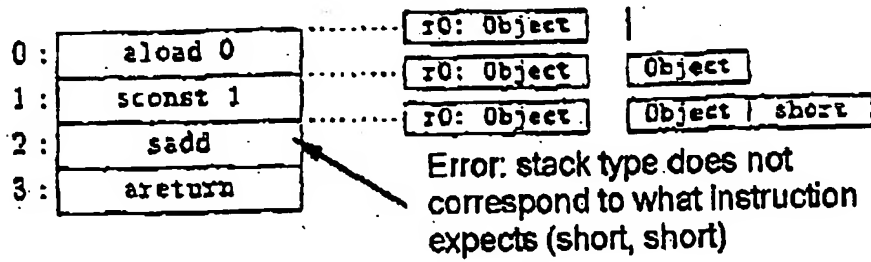 r0: Object
0 : aload 0
r0: Object Object
1 : sconst 1
r0: Object Object short
2 : sadd
3 : areturn
Error: stack type does not
correspond to what instruction
expects (short, short)